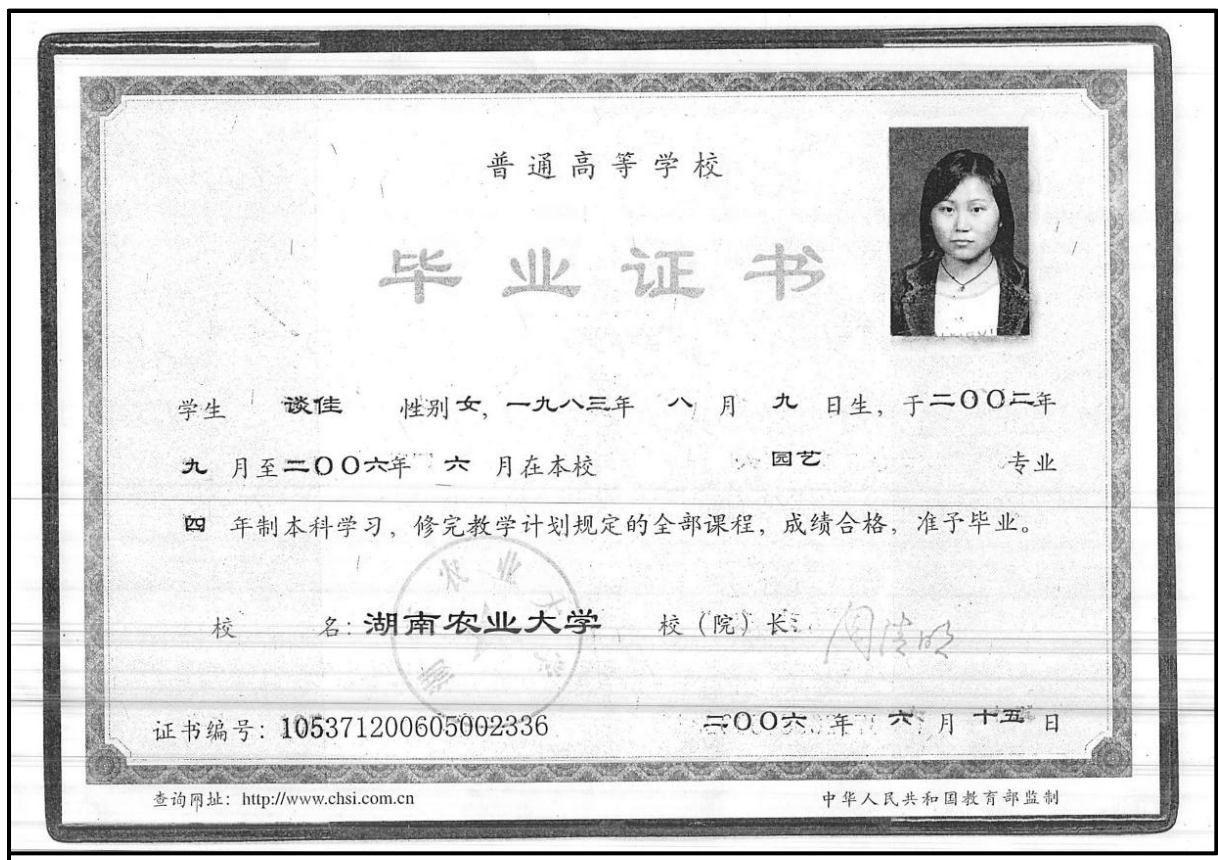 普通高等学校
毕业证书
学生 谈佳 性别女, 一九八三年 八 月 九 日生, 于二〇〇二年
九 月至二〇〇六年 六 月在本校 园艺 专业
四 年制本科学习, 修完教学计划规定的全部课程, 成绩合格, 准予毕业。
校 名: 湖南农业大学 校(院)长: 周清明
证书编号: 105371200605002336 二〇〇六 年 六 月 十五 日
查询网址: http://www.chsi.com.cn 中华人民共和国教育部监制